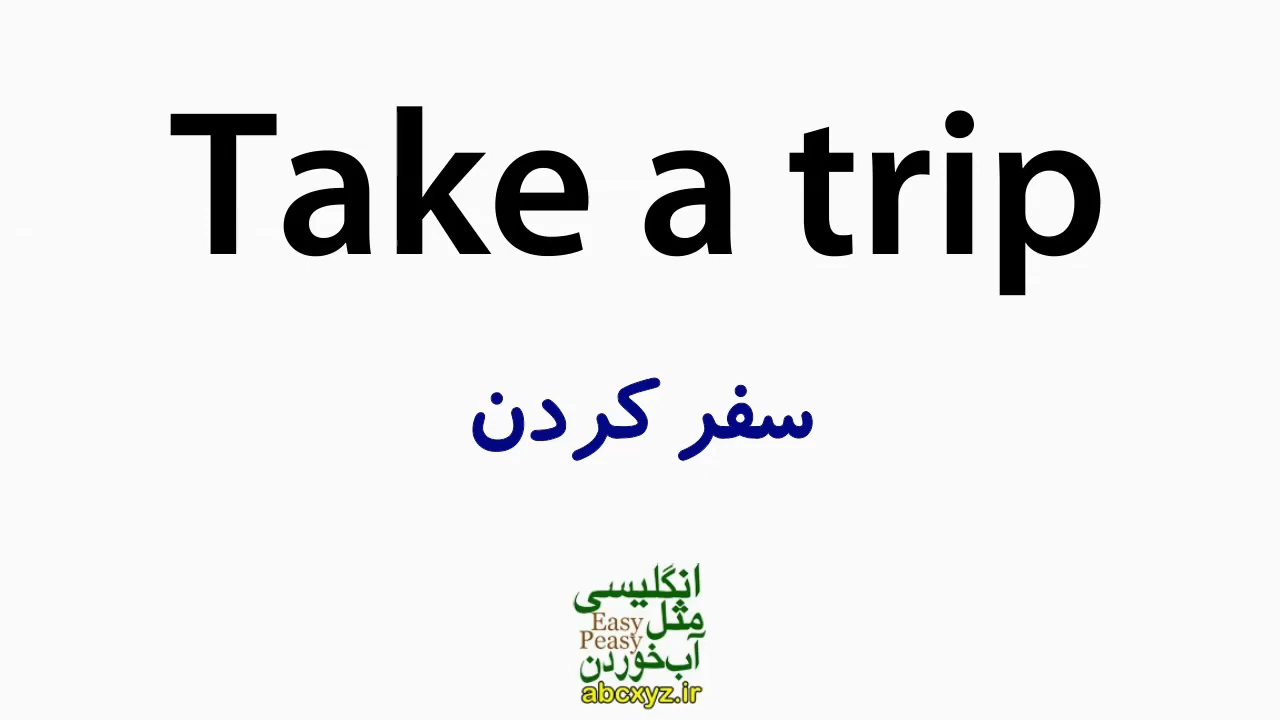 Take a trip
سفر کردن
انگلیسی
مثل
Easy
Peasy
آب‌خوردن
abcxyz.ir